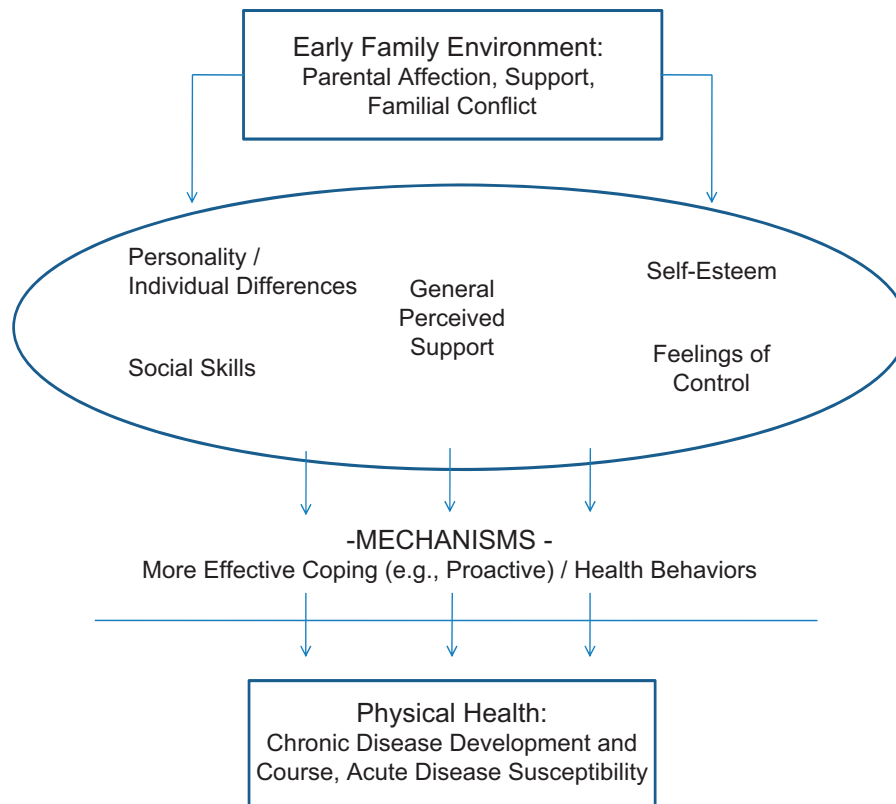 Early Family Environment:
Parental Affection, Support,
Familial Conflict
Personality /
Individual Differences
Social Skills
General
Perceived
Support
Self-Esteem
Feelings of
Control
-MECHANISMS -
More Effective Coping (e.g., Proactive) / Health Behaviors
Physical Health:
Chronic Disease Development and
Course, Acute Disease Susceptibility